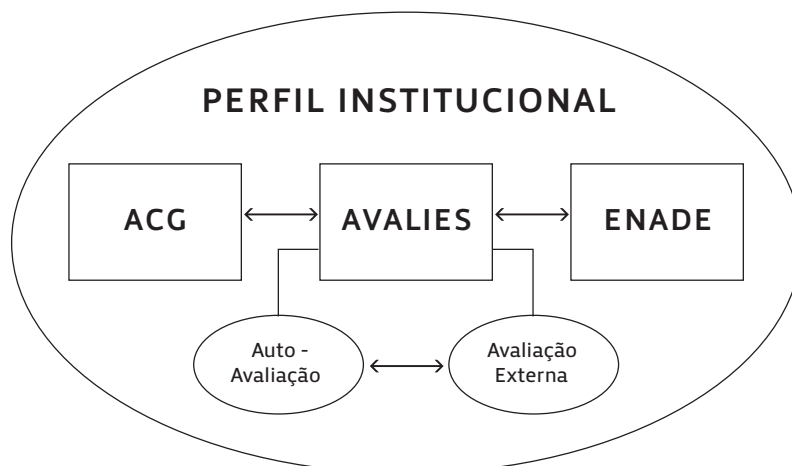 PERFIL INSTITUCIONAL
ACG
AVALIES
ENADE
Auto -
Avaliação
Avaliação
Externa